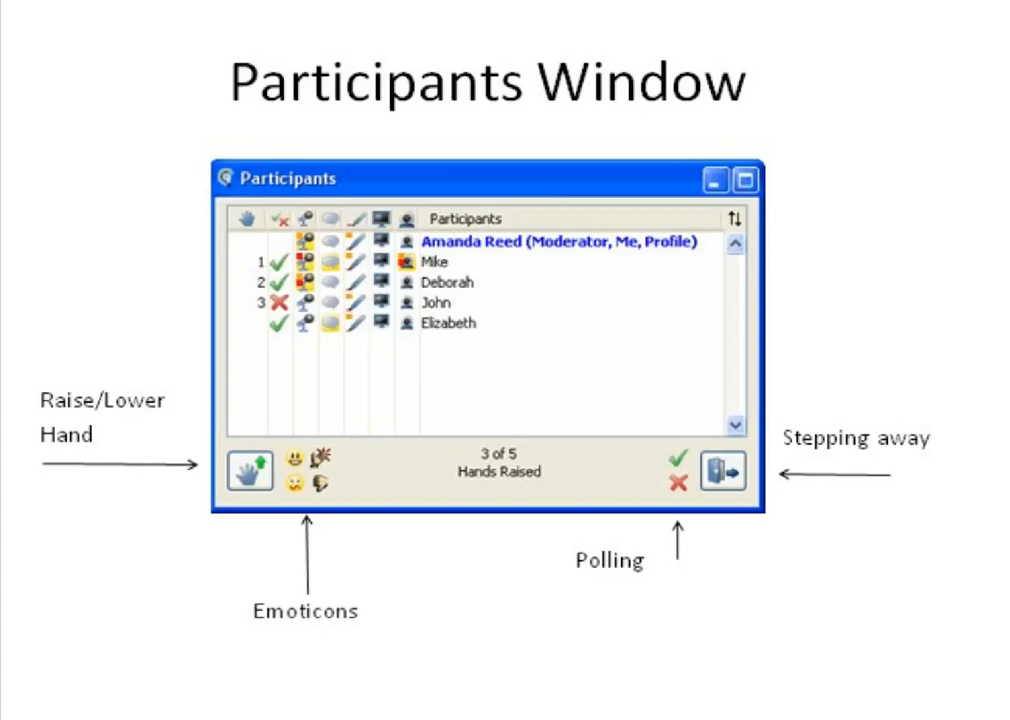 Participants Window
Participants
Participants
Amanda Reed (Moderator, Me, Profile)
1 Mike
2 Deborah
3 John
Elizabeth
Raise/Lower
Hand
3 of 5
Hands Raised
Stepping away
Polling
Emoticons